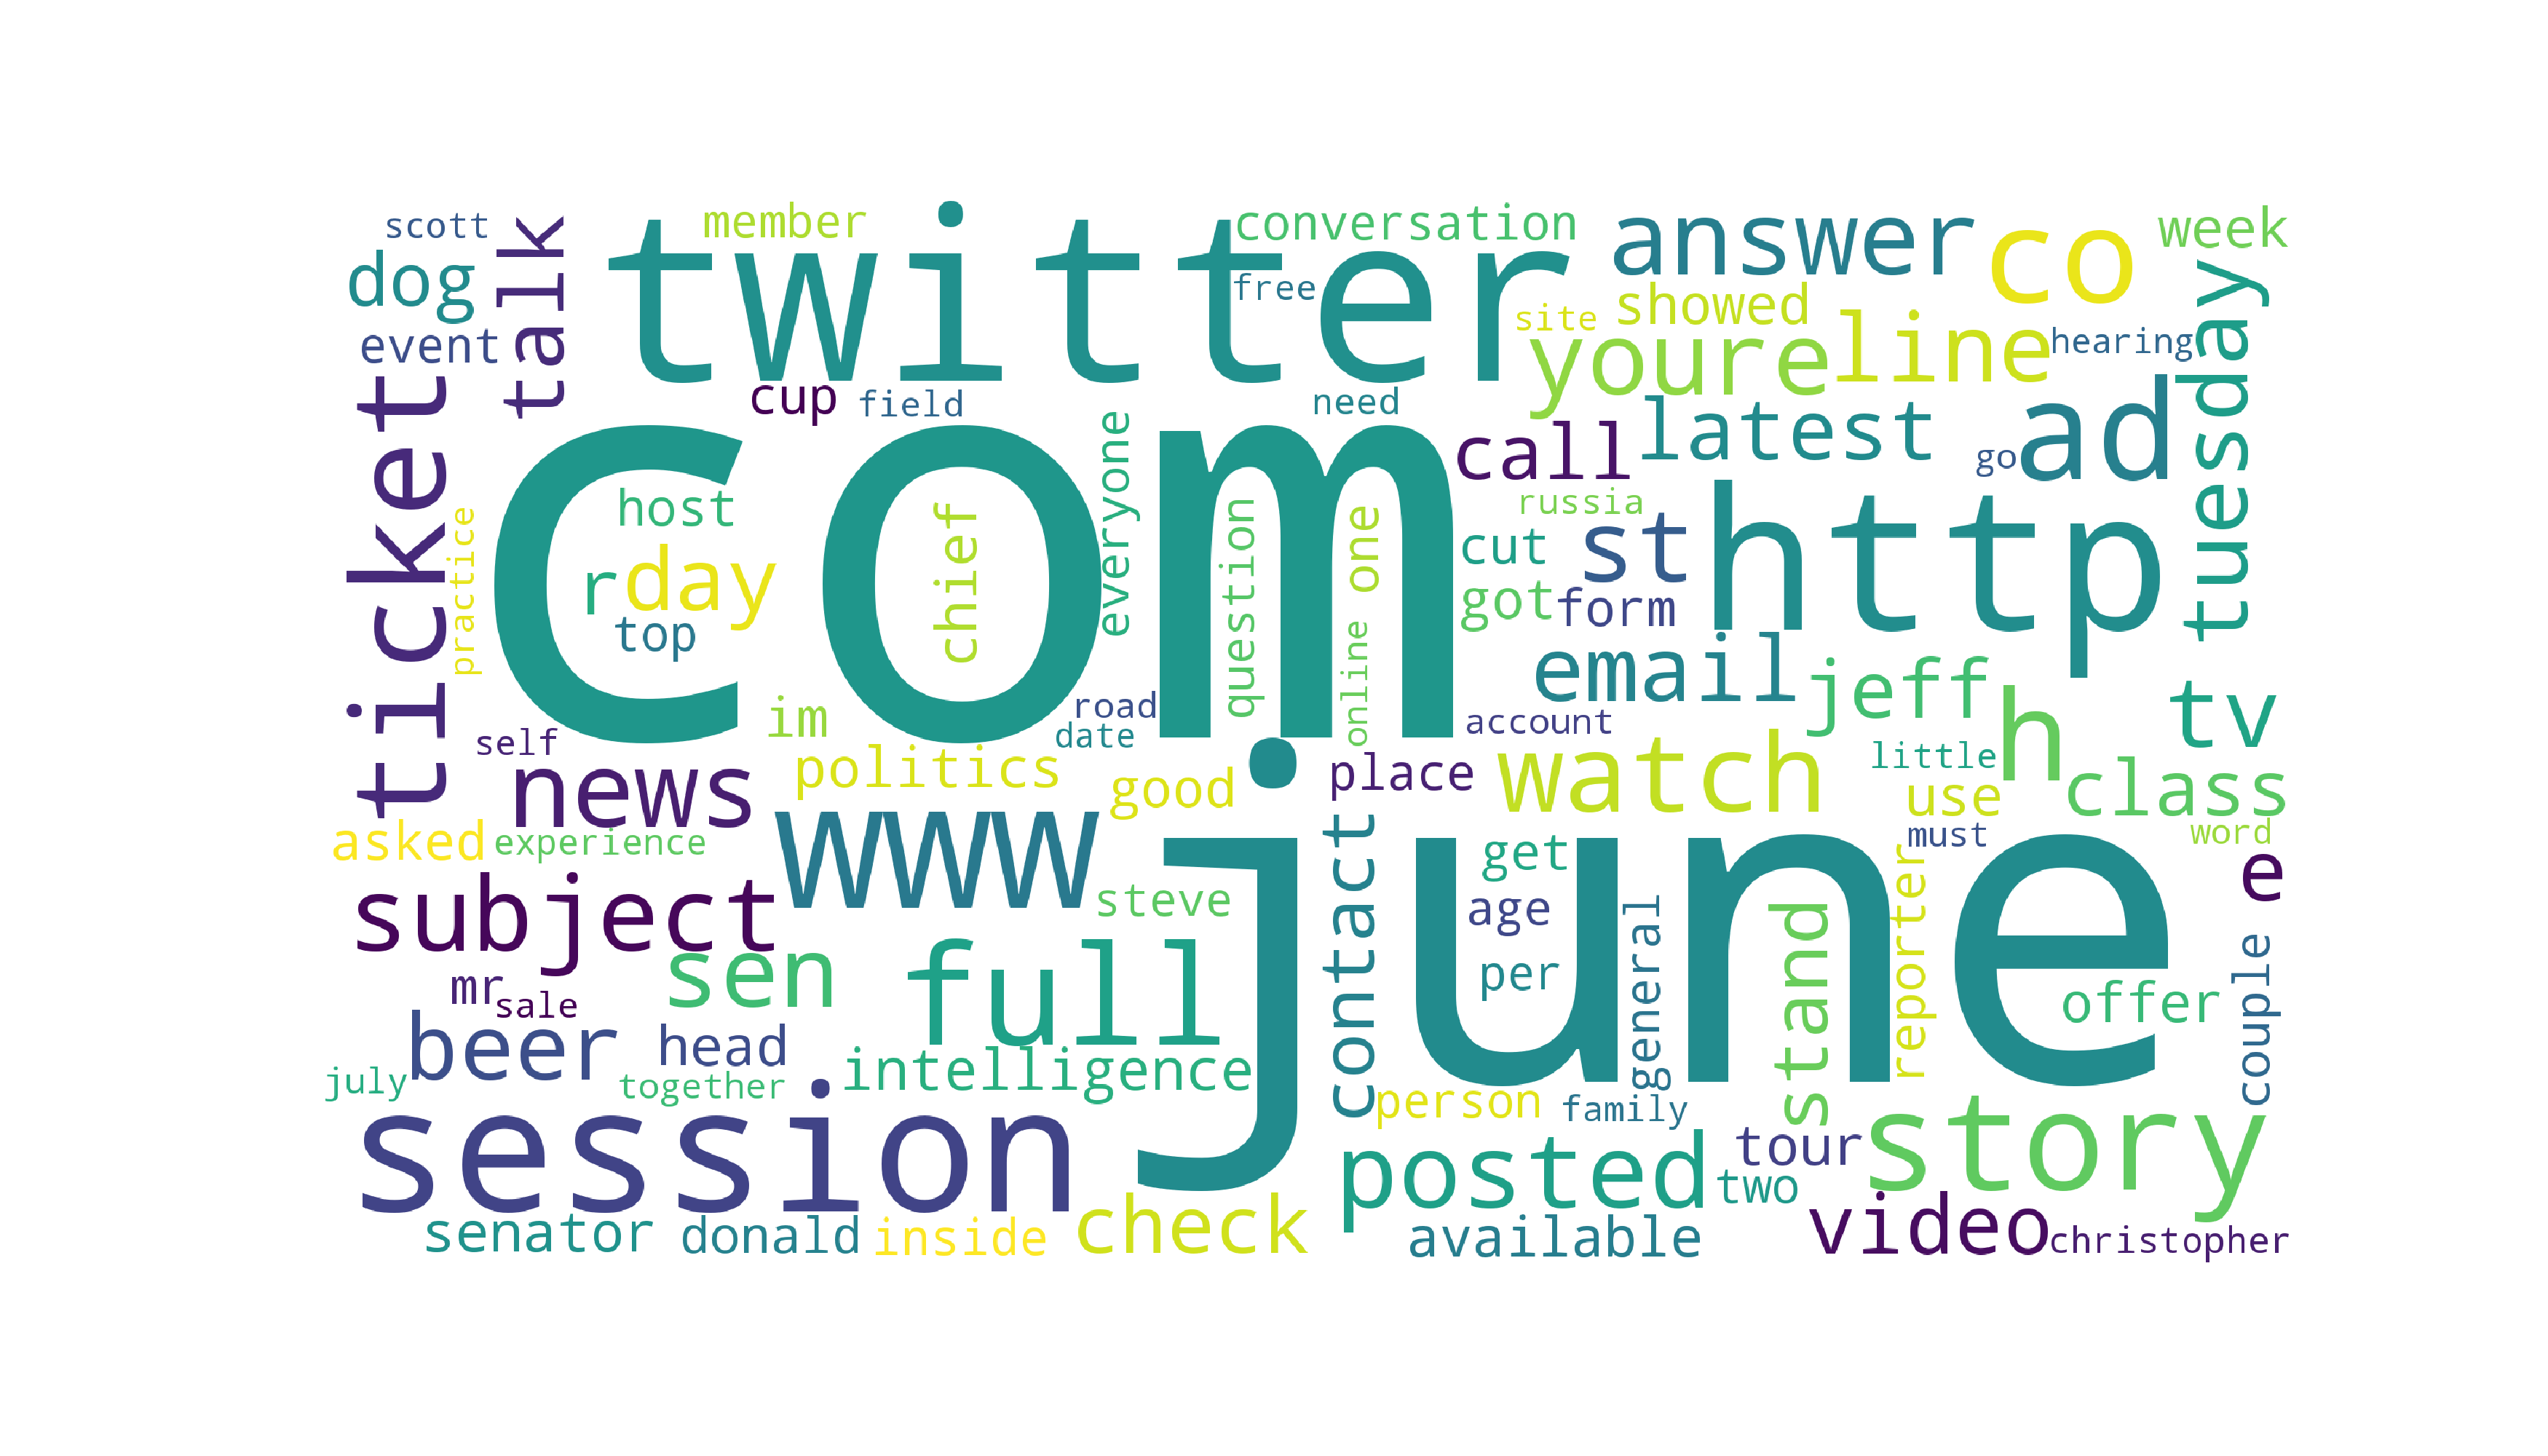 scott
member
conversation
week
talk
twitter
answer
co
dog
free
showed
site
event
youre
line
hearing
tuesday
ticket
cup
field
need
latest
ad
call
go
com
everyone
host
chief
question
one
russia
http
practice
cut
st
day
r
got
form
top
online
email
jeff
h
tv
im
road
account
self
date
little
news
politics
good
place
watch
class
use
asked
experience
www
contact
get
must
word
june
e
subject
steve
age
reporter
sen
full
general
stand
couple
mr
sale
per
offer
beer
head
intelligence
july
together
person
family
session
posted
tour
story
two
senator
donald
inside
check
available
video
christopher